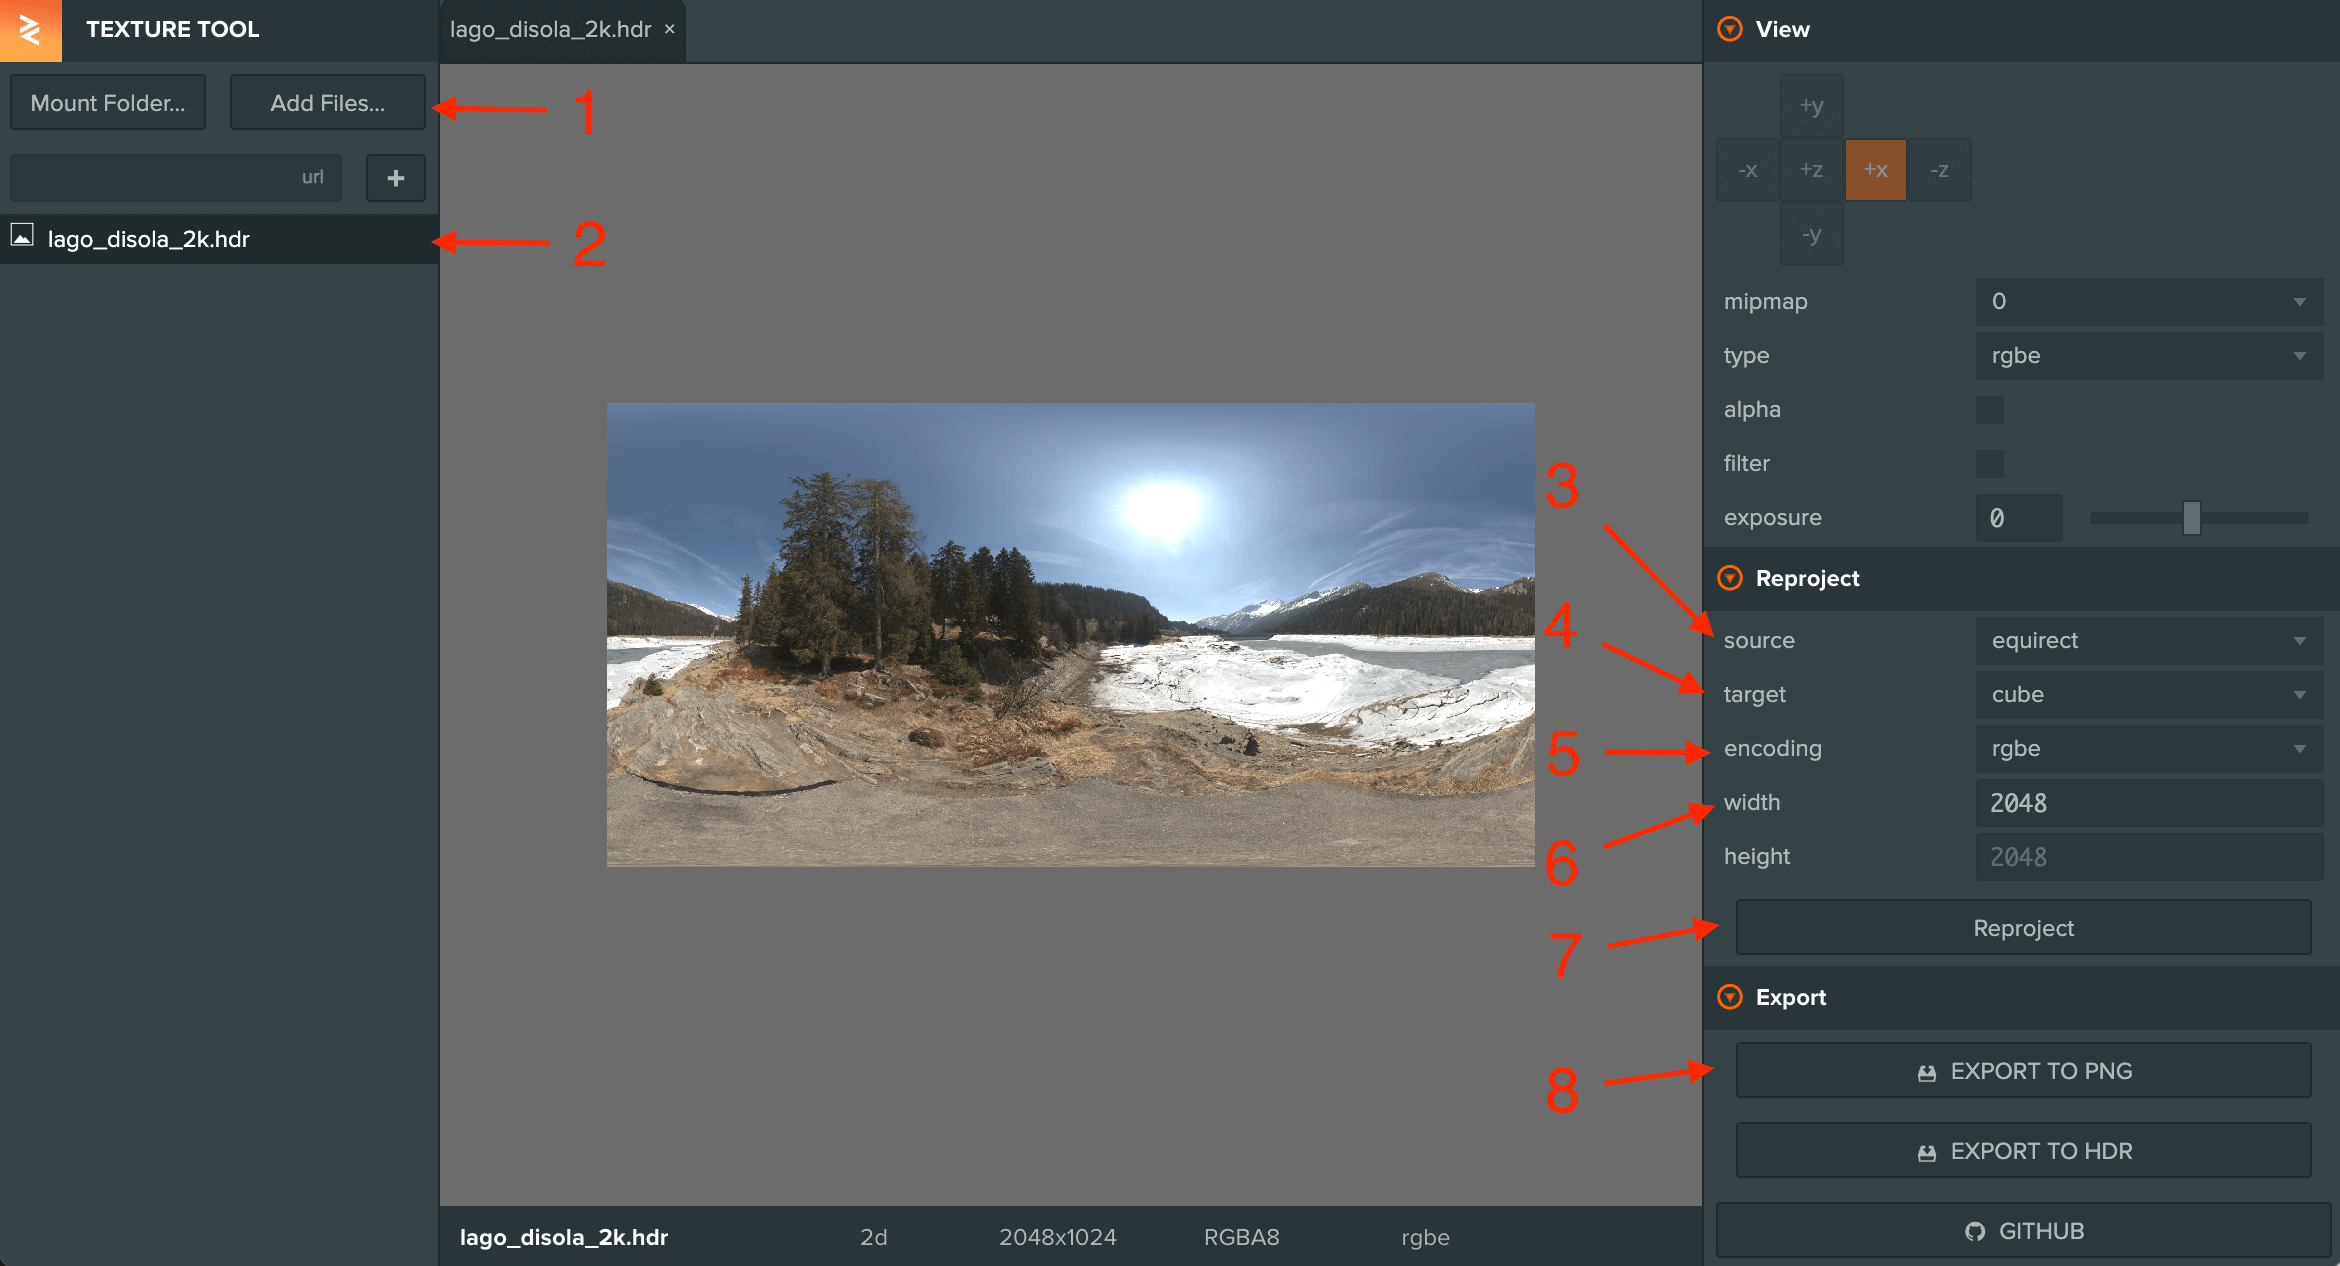 TEXTURE TOOL
lago_disola_2k.hdr ×
Mount Folder...
Add Files...
1
url
+
lago_disola_2k.hdr
2
View
+y
-x
+z
+x
-z
-y
mipmap 0
type rgbe
alpha
filter
exposure 0
Reproject
3
source equirect
4
target cube
5
encoding rgbe
6
width 2048
height 2048
7
Reproject
Export
8
EXPORT TO PNG
EXPORT TO HDR
GITHUB
lago_disola_2k.hdr 2d 2048x1024 RGBA8 rgbe